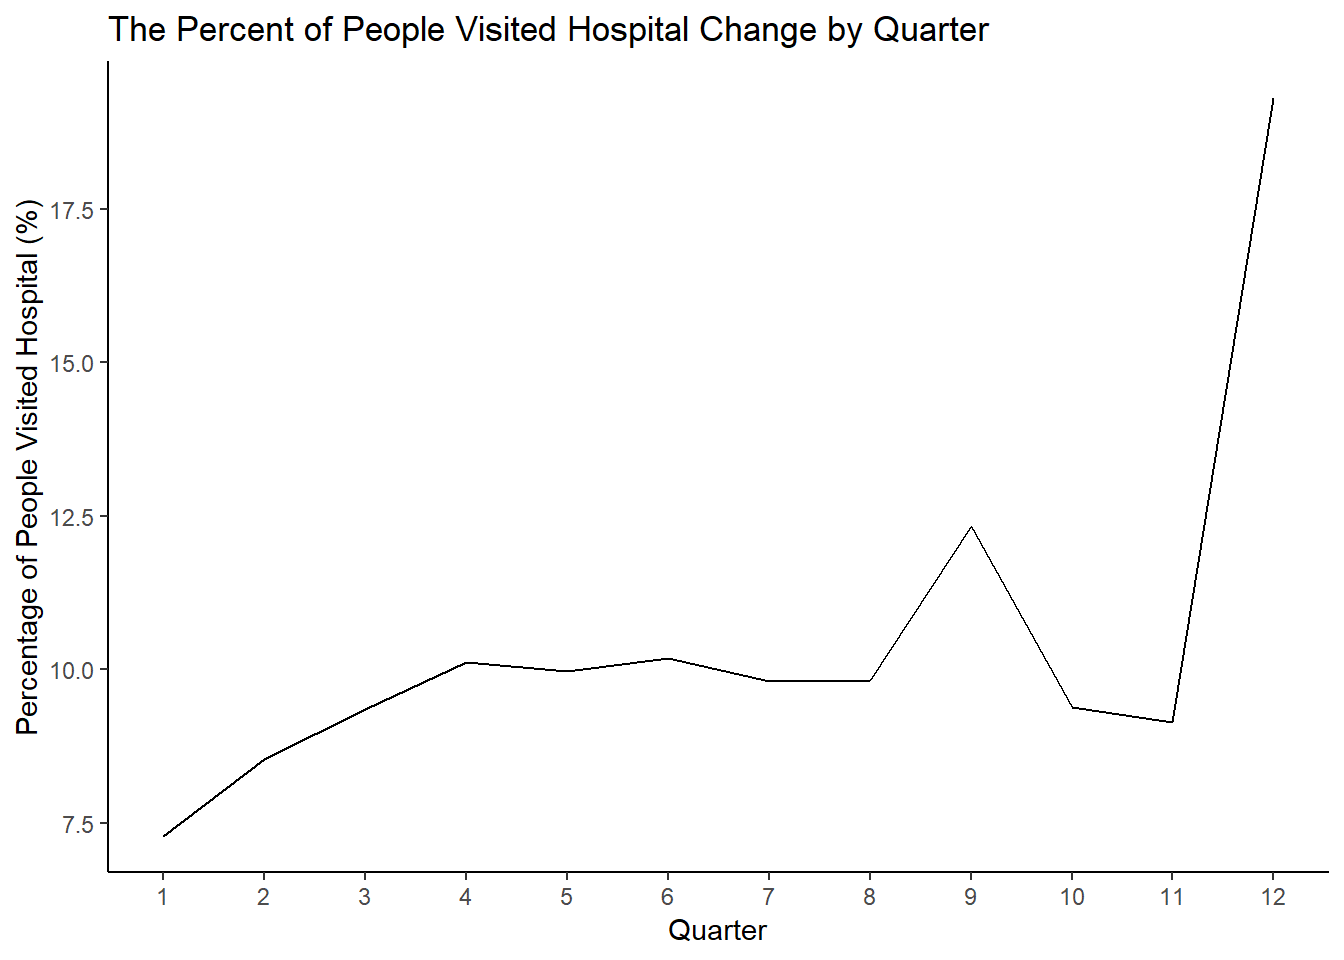 The Percent of People Visited Hospital Change by Quarter
Percentage of People Visited Hospital (%)
17.5
15.0
12.5
10.0
7.5
1 2 3 4 5 6 7 8 9 10 11 12
Quarter